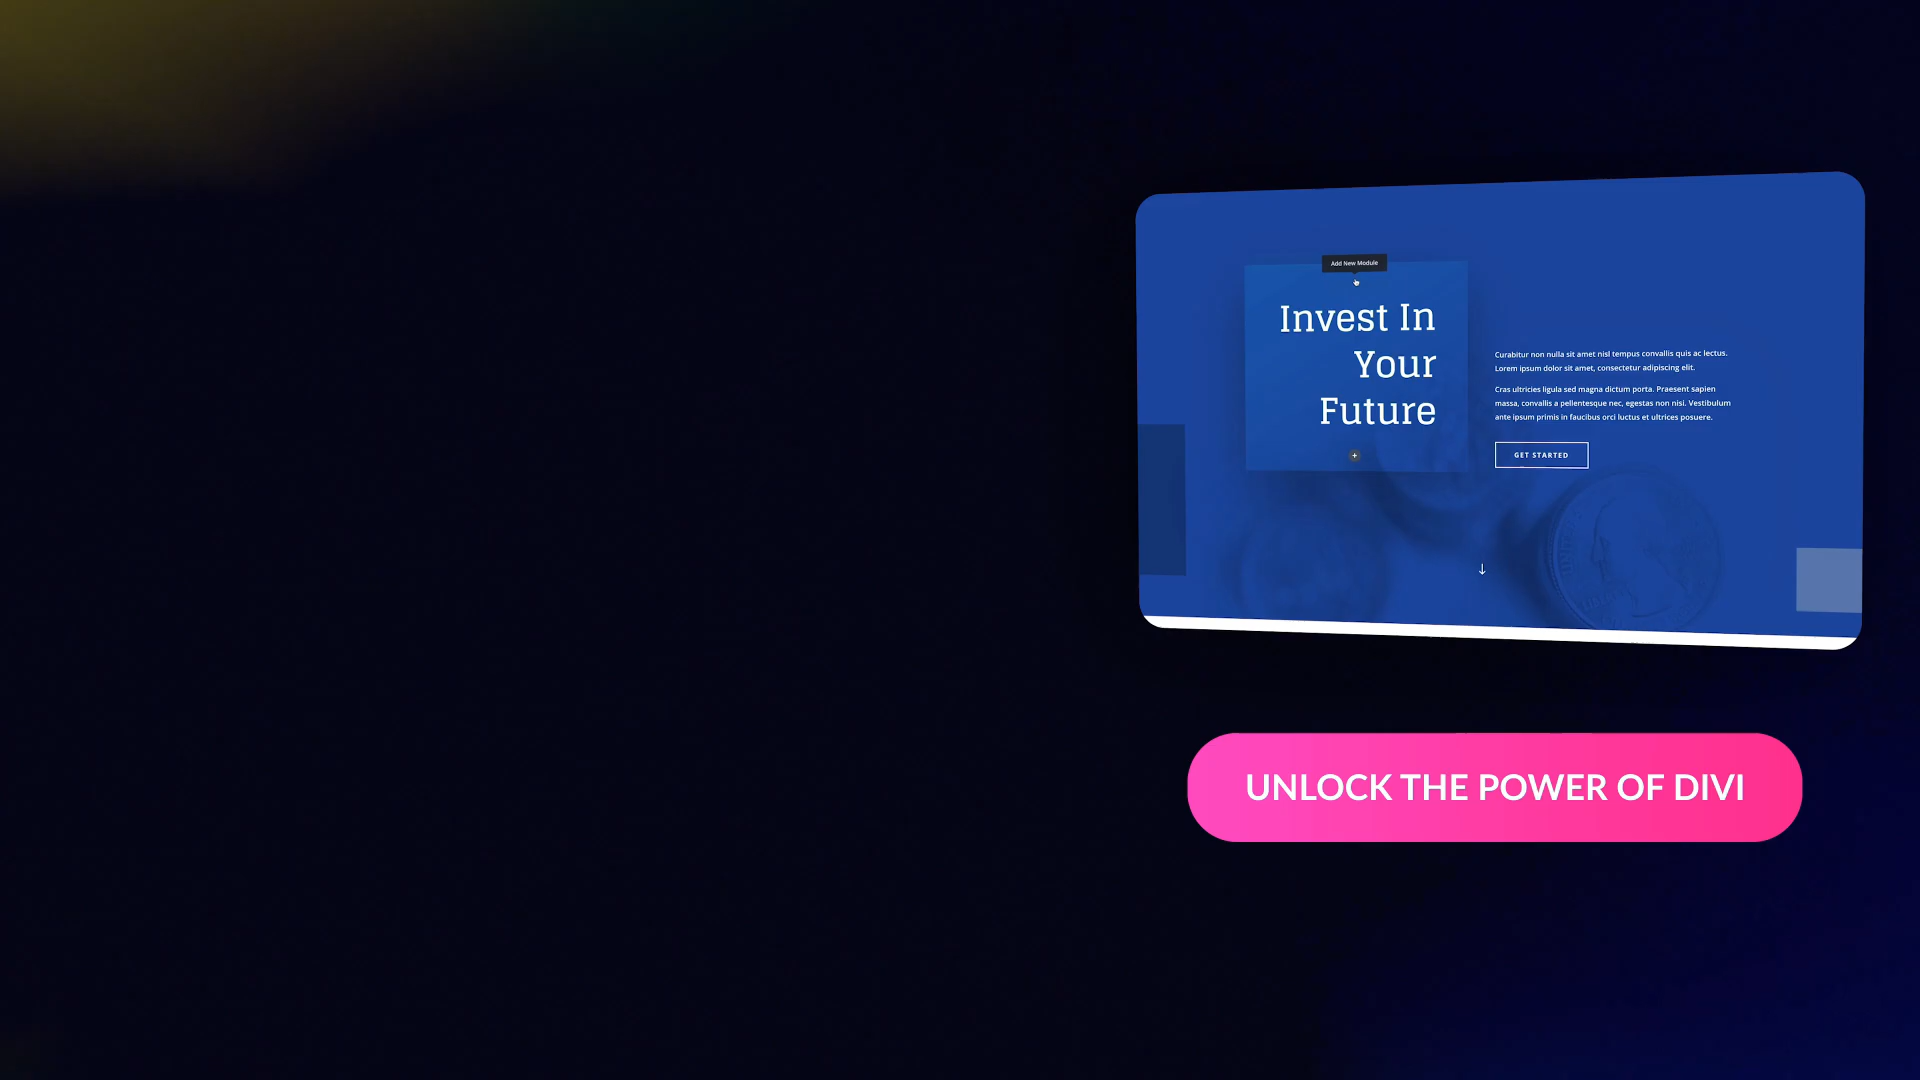 Add New Module
Invest In
Your
Future
Curabitur non nulla sit amet nisl tempus convallis quis ac lectus.
Lorem ipsum dolor sit amet, consectetur adipiscing elit.
Cras ultricies ligula sed magna dictum porta. Praesent sapien
massa, convallis a pellentesque nec, egestas non nisl. Vestibulum
ante ipsum primis in faucibus orci luctus et ultrices posuere.
GET STARTED
UNLOCK THE POWER OF DIVI